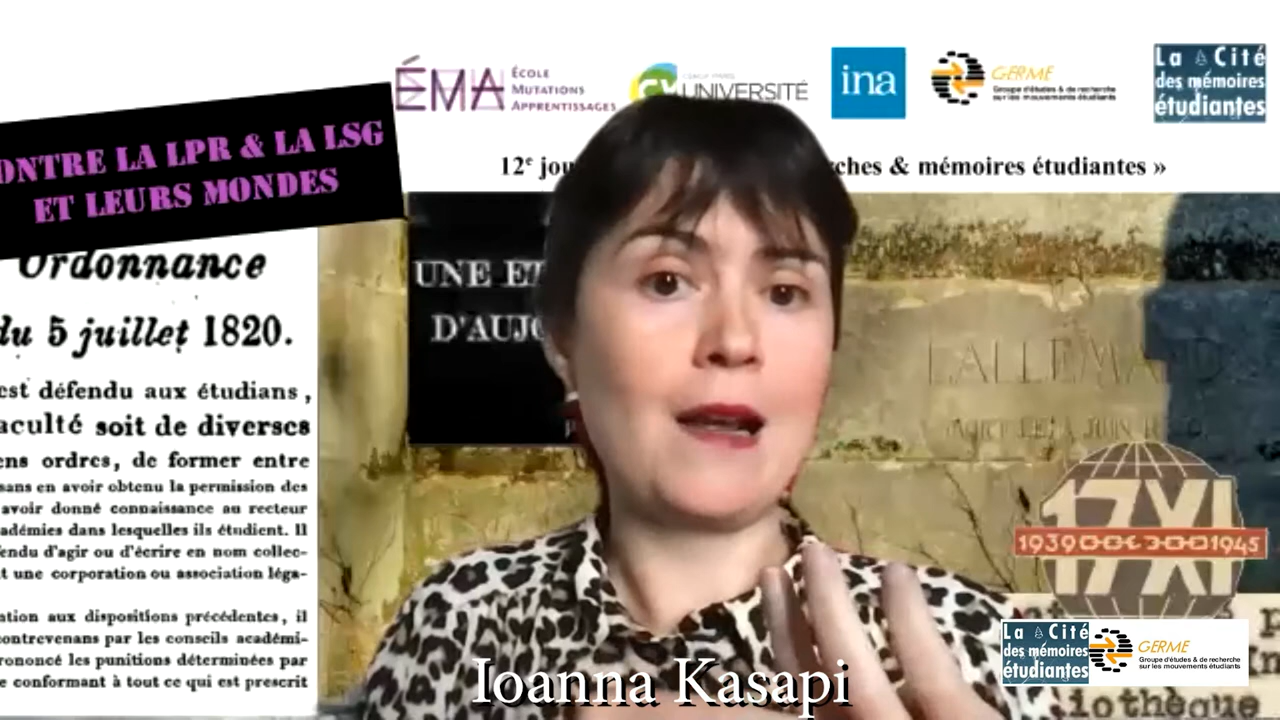 ÉMA
ÉCOLE
MUTATIONS
APPRENTISSAGES
UNIVERSITÉ
ina
GERME
Groupe d'études & de recherche
sur les mouvements étudiants
La Cité
des mémoires
étudiantes
ONTRE LA LPR & LA LSG
ET LEURS MONDES
12e jou
ches & mémoires étudiantes »
Ordonnance
du 5 juillet 1820.
est défendu aux étudians,
aculté soit de diverses
ens ordres, de former entre
sans en avoir obtenu la permission des
avoir donné connaissance au recteur
adémies dans lesquelles ils étudient. Il
fendu d'agir ou d'écrire en nom collec-
t une corporation ou association léga-
ation aux dispositions précédentes, il
contrevenans par les conseils académi-
rononcé les punitions déterminées par
e conformant à tout ce qui est prescrit
UNE
D'AUJO
LALLEMAND
17XI
1939 1945
17XI
La Cité
des mémoires
étudiantes
GERME
Groupe d'études & de recherche
sur les mouvements étudiants
iothèque
Ioanna Kasapi